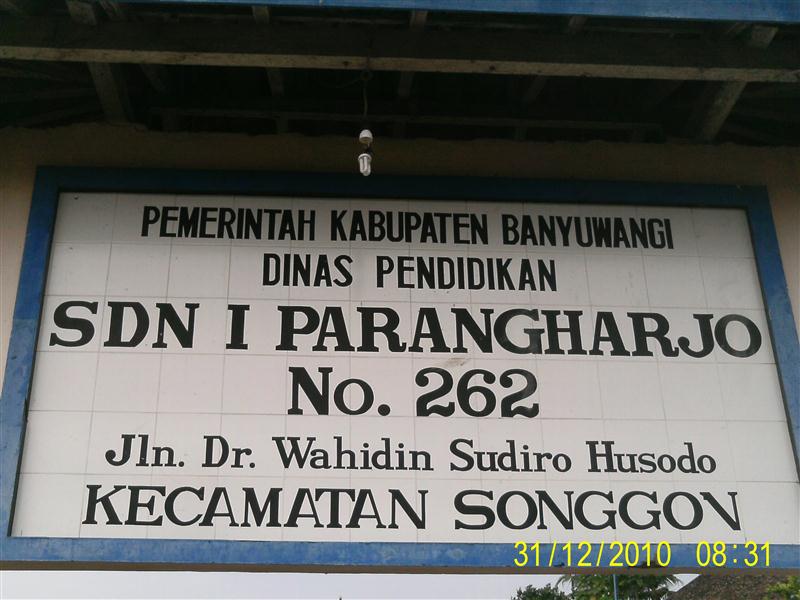 PEMERINTAH KABUPATEN BANYUWANGI
DINAS PENDIDIKAN
SDN I PARANGHARJO
No. 262
Jln. Dr. Wahidin Sudiro Husodo
KECAMATAN SONGGON
31/12/2010 08:31